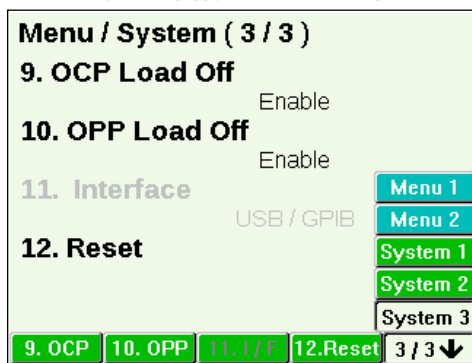 Menu / System ( 3 / 3 )
9. OCP Load Off
Enable
10. OPP Load Off
Enable
11. Interface
USB / GPIB
12. Reset
Menu 1
Menu 2
System 1
System 2
System 3
9. OCP 10. OPP 11. I / F 12.Reset 3 / 3 ↓